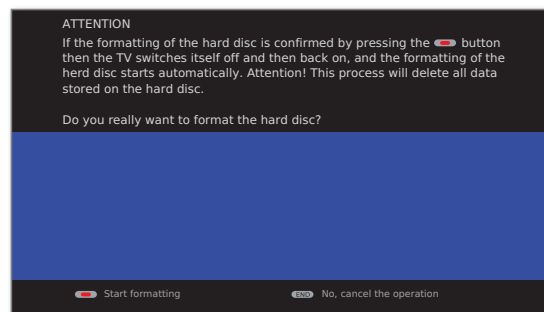 ATTENTION
If the formatting of the hard disc is confirmed by pressing the button
then the TV switches itself off and then back on, and the formatting of the
herd disc starts automatically. Attention! This process will delete all data
stored on the hard disc.
Do you really want to format the hard disc?
Start formatting
END No, cancel the operation